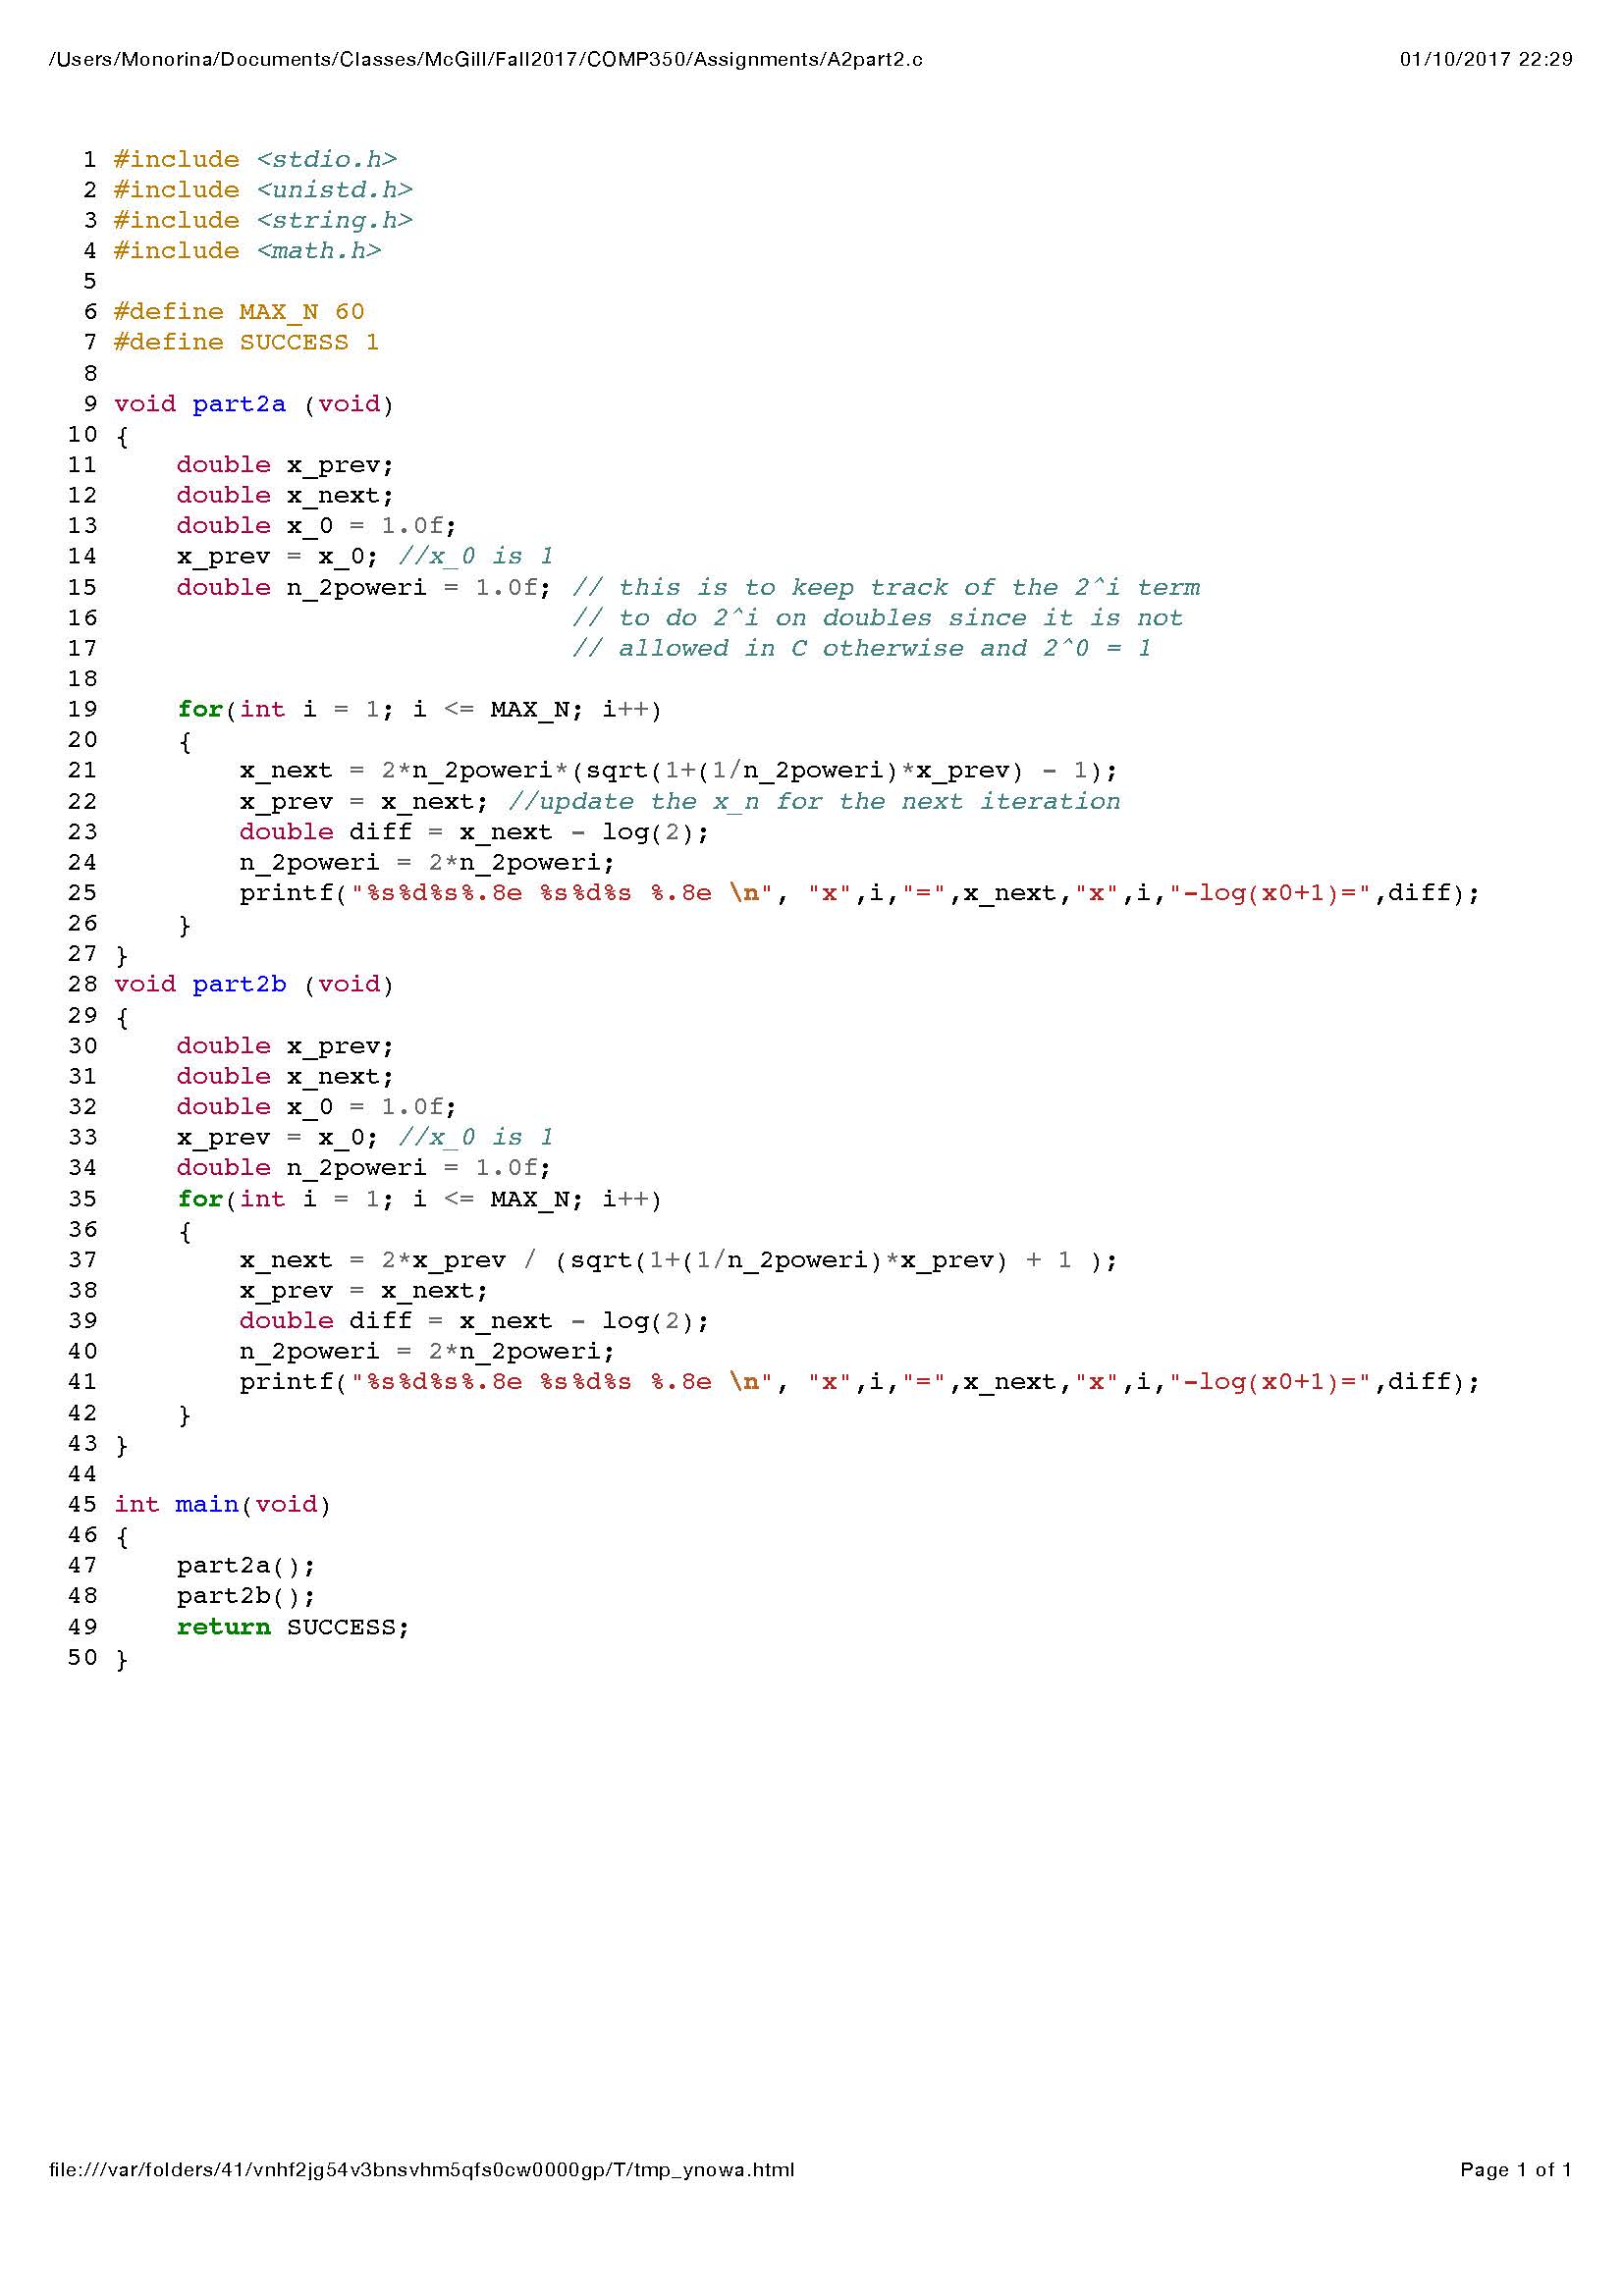 /Users/Monorina/Documents/Classes/McGill/Fall2017/COMP350/Assignments/A2part2.c 01/10/2017 22:29
1 #include <stdio.h>
2 #include <unistd.h>
3 #include <string.h>
4 #include <math.h>
5
6 #define MAX_N 60
7 #define SUCCESS 1
8
9 void part2a (void)
10 {
11     double x_prev;
12     double x_next;
13     double x_0 = 1.0f;
14     x_prev = x_0; //x_0 is 1
15     double n_2poweri = 1.0f; // this is to keep track of the 2^i term
16                              // to do 2^i on doubles since it is not
17                              // allowed in C otherwise and 2^0 = 1
18
19     for(int i = 1; i <= MAX_N; i++)
20     {
21         x_next = 2*n_2poweri*(sqrt(1+(1/n_2poweri)*x_prev) - 1);
22         x_prev = x_next; //update the x_n for the next iteration
23         double diff = x_next - log(2);
24         n_2poweri = 2*n_2poweri;
25         printf("%s%d%s%.8e %s%d%s %.8e \n", "x",i,"=",x_next,"x",i,"-log(x0+1)=",diff);
26     }
27 }
28 void part2b (void)
29 {
30     double x_prev;
31     double x_next;
32     double x_0 = 1.0f;
33     x_prev = x_0; //x_0 is 1
34     double n_2poweri = 1.0f;
35     for(int i = 1; i <= MAX_N; i++)
36     {
37         x_next = 2*x_prev / (sqrt(1+(1/n_2poweri)*x_prev) + 1 );
38         x_prev = x_next;
39         double diff = x_next - log(2);
40         n_2poweri = 2*n_2poweri;
41         printf("%s%d%s%.8e %s%d%s %.8e \n", "x",i,"=",x_next,"x",i,"-log(x0+1)=",diff);
42     }
43 }
44
45 int main(void)
46 {
47     part2a();
48     part2b();
49     return SUCCESS;
50 }
file:///var/folders/41/vnhf2jg54v3bnsvhm5qfs0cw0000gp/T/tmp_ynowa.html Page 1 of 1